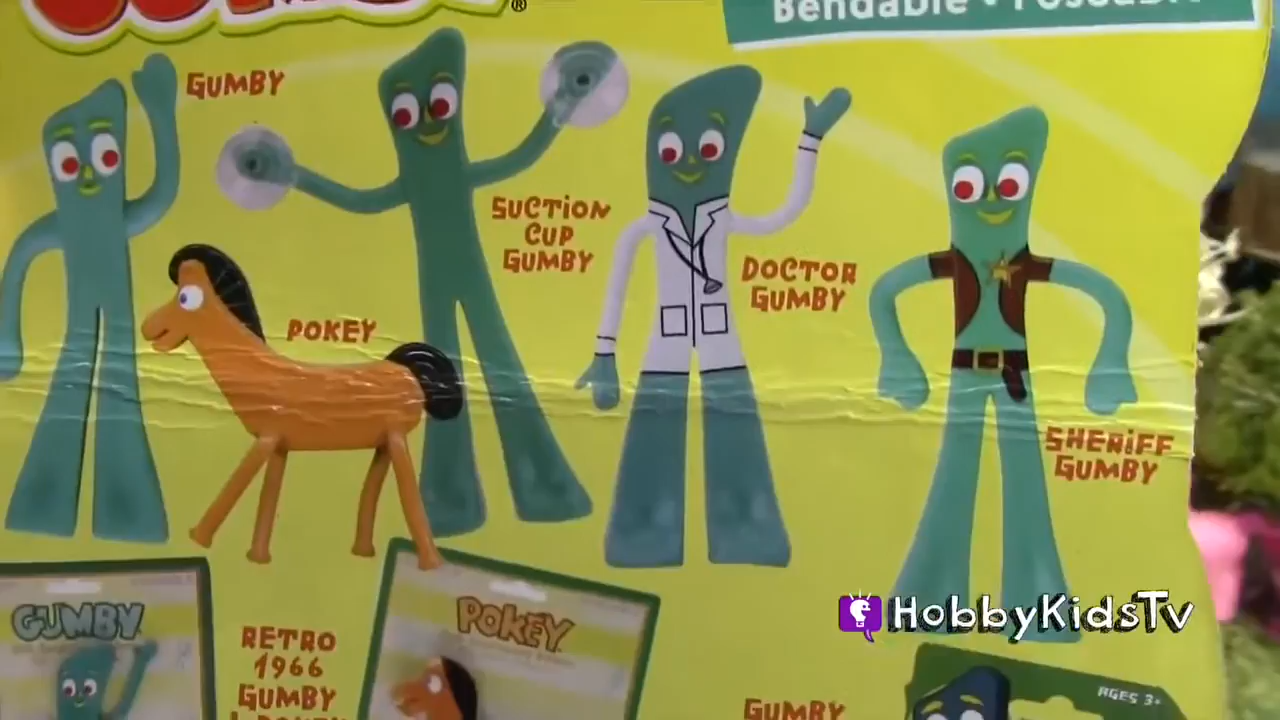 ®
Bendable •
GUMBY
SUCTION
CUP
GUMBY
DOCTOR
GUMBY
POKEY
SHERIFF
GUMBY
HobbyKidsTv
GUMBY
POKEY
RETRO
1966
GUMBY
& POKEY
AGES 3+
GUMBY